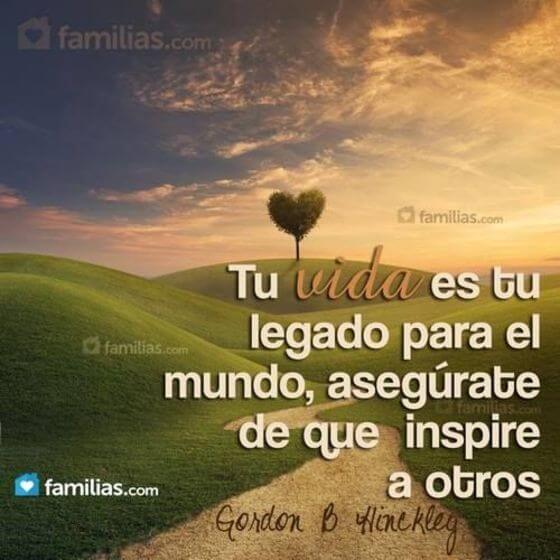 familias.com
familias.com
Tu vida es tu
legado para el
familias.com
mundo, asegúrate
familias.com
de que inspire
a otros
familias.com
Gordon B Hinckley